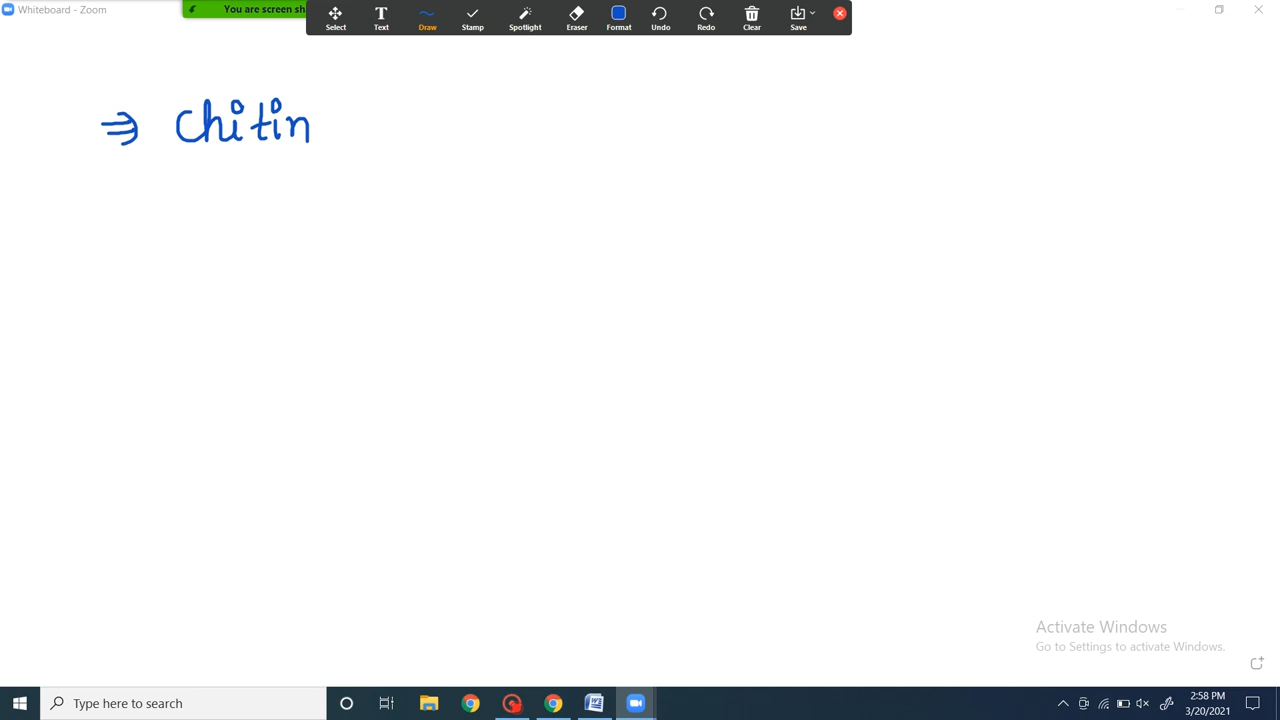 Whiteboard - Zoom
You are screen sh
Select Text Draw Stamp Spotlight Eraser Format Undo Redo Clear Save
⇒ Chitin
Activate Windows
Go to Settings to activate Windows.
Type here to search
2:58 PM
3/20/2021